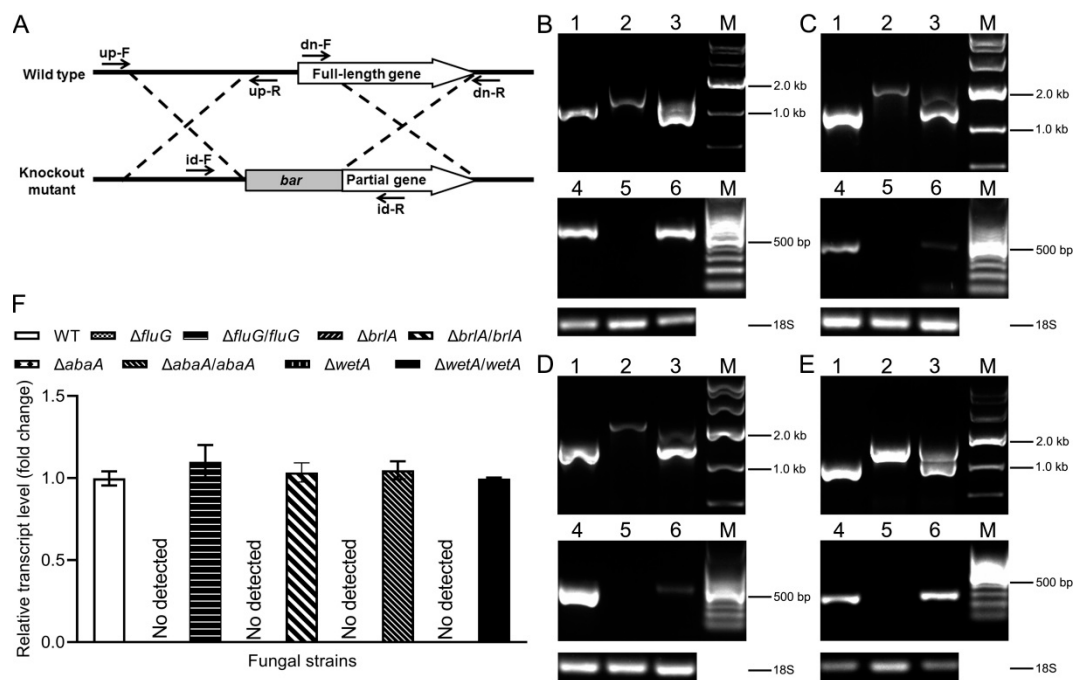 A
up-F
dn-F
Wild type
Full-length gene
up-R
dn-R
id-F
Knockout
mutant
bar
Partial gene
id-R
B
1 2 3 M
2.0 kb
1.0 kb
4 5 6 M
500 bp
18S
C
1 2 3 M
2.0 kb
1.0 kb
4 5 6 M
500 bp
18S
D
1 2 3 M
2.0 kb
1.0 kb
4 5 6 M
500 bp
18S
E
1 2 3 M
2.0 kb
1.0 kb
4 5 6 M
500 bp
18S
F
WT ΔfluG ΔfluG/fluG ΔbrlA ΔbrlA/brlA
ΔabaA ΔabaA/abaA ΔwetA ΔwetA/wetA
Relative transcript level (fold change)
1.5
1.0
0.5
0.0
No detected
No detected
No detected
No detected
Fungal strains